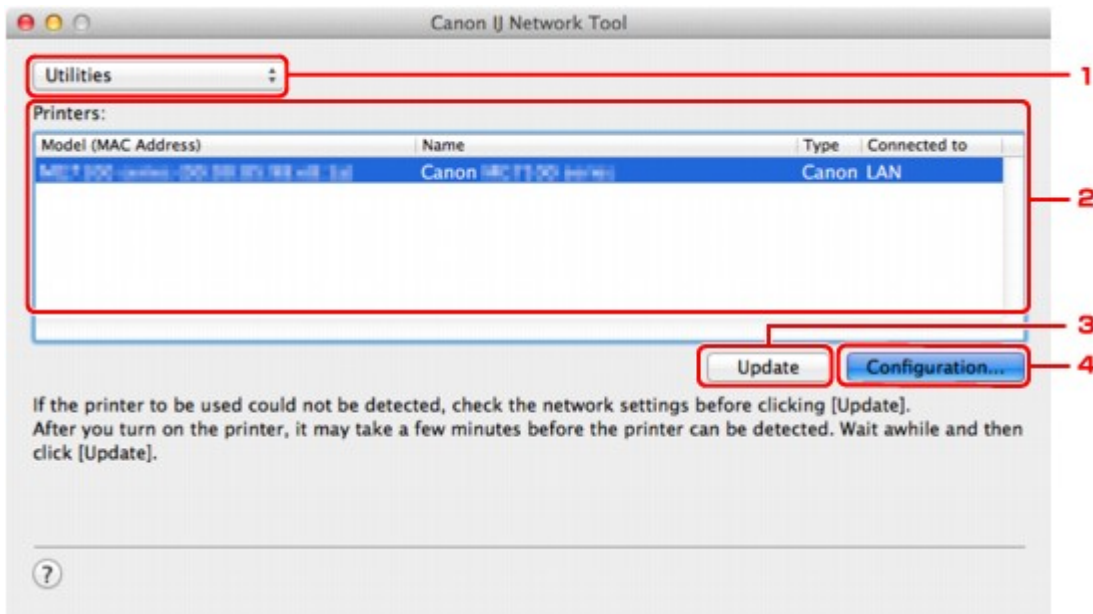 Canon IJ Network Tool
Utilities
1
Printers:
Model (MAC Address) Name Type Connected to
Canon Canon LAN
2
3
Update Configuration... 4
If the printer to be used could not be detected, check the network settings before clicking [Update].
After you turn on the printer, it may take a few minutes before the printer can be detected. Wait awhile and then
click [Update].
?